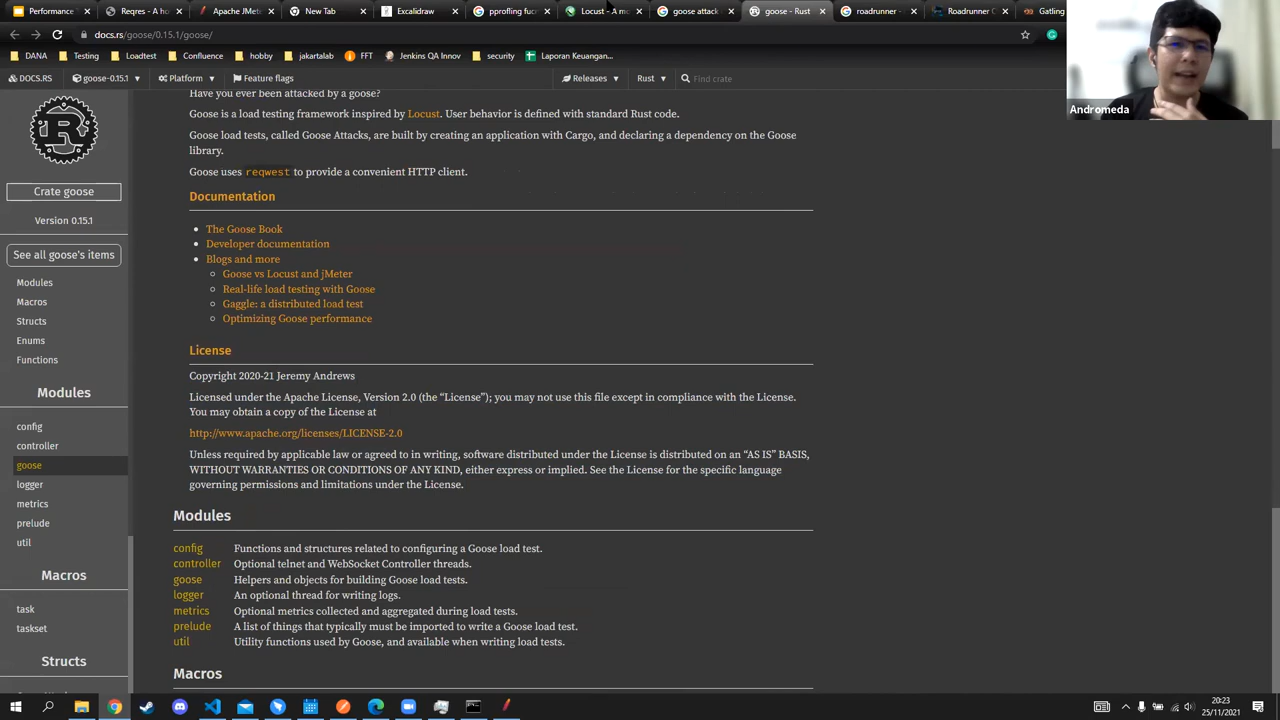 Performance
Reqres - A ho
Apache JMete
New Tab
Excalidraw
Locust – A m
goose attack
goose - Rust
roadrunner -
Roadrunner C
Gatling
docs.rs/goose/0.15.1/goose/
DANA
Testing
Loadtest
Confluence
hobby
jakartalab
FFT
Jenkins QA Innov
security
Laporan Keuangan...
DOCS.RS
goose-0.15.1
Platform
Feature flags
Releases
Rust
Find crate
Andromeda
Crate goose
Version 0.15.1
See all goose's items
Modules
Macros
Structs
Enums
Functions
Modules
config
controller
goose
logger
metrics
prelude
util
Macros
task
taskset
Structs
Have you ever been attacked by a goose?
Goose is a load testing framework inspired by Locust. User behavior is defined with standard Rust code.
Goose load tests, called Goose Attacks, are built by creating an application with Cargo, and declaring a dependency on the Goose
library.
Goose uses reqwest to provide a convenient HTTP client.
Documentation
• The Goose Book
• Developer documentation
• Blogs and more
◦ Goose vs Locust and jMeter
◦ Real-life load testing with Goose
◦ Gaggle: a distributed load test
◦ Optimizing Goose performance
License
Copyright 2020-21 Jeremy Andrews
Licensed under the Apache License, Version 2.0 (the “License”); you may not use this file except in compliance with the License.
You may obtain a copy of the License at
http://www.apache.org/licenses/LICENSE-2.0
Unless required by applicable law or agreed to in writing, software distributed under the License is distributed on an “AS IS” BASIS,
WITHOUT WARRANTIES OR CONDITIONS OF ANY KIND, either express or implied. See the License for the specific language
governing permissions and limitations under the License.
Modules
config Functions and structures related to configuring a Goose load test.
controller Optional telnet and WebSocket Controller threads.
goose Helpers and objects for building Goose load tests.
logger An optional thread for writing logs.
metrics Optional metrics collected and aggregated during load tests.
prelude A list of things that typically must be imported to write a Goose load test.
util Utility functions used by Goose, and available when writing load tests.
Macros
20:23
25/11/2021